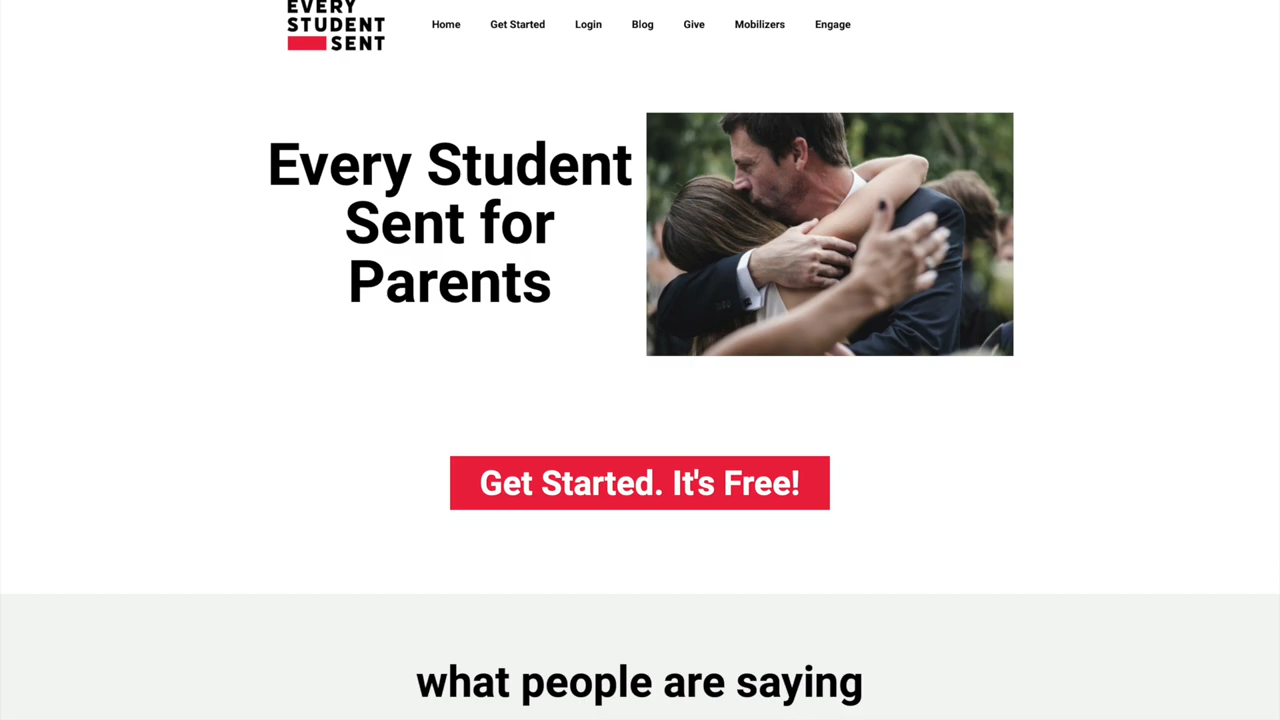 EVERY
STUDENT
SENT
Home Get Started Login Blog Give Mobilizers Engage
Every Student
Sent for
Parents
Get Started. It's Free!
what people are saying